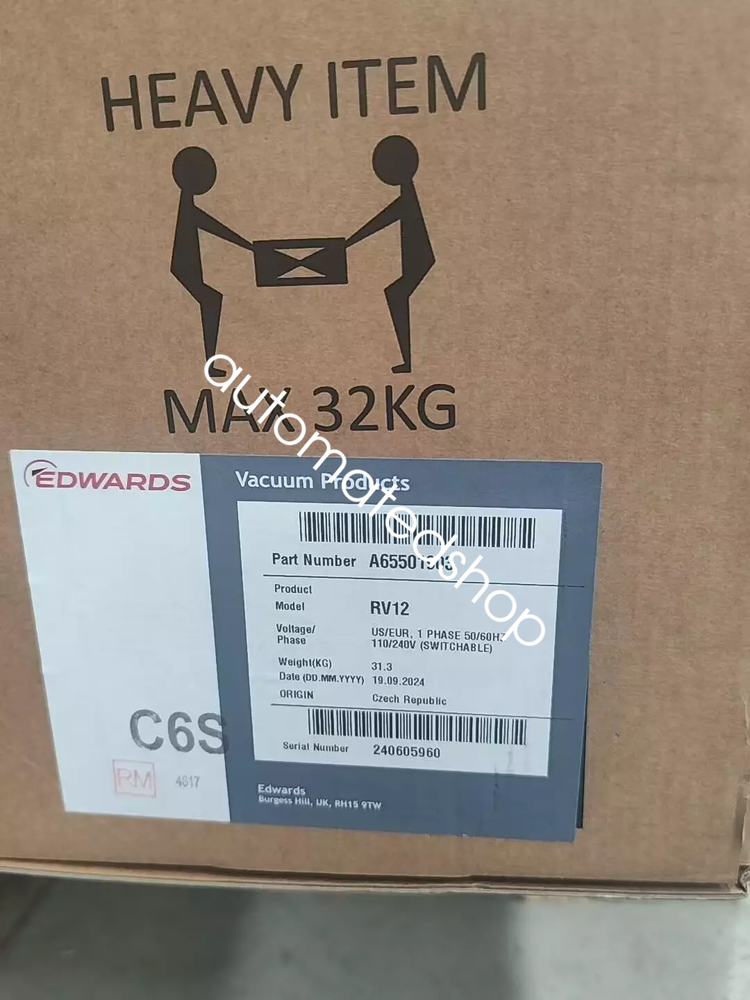 HEAVY ITEM
MAX 32KG
automatedshop
EDWARDS
Vacuum Products
Part Number A65501903
Product
Model RV12
Voltage/
Phase
US/EUR, 1 PHASE 50/60HZ
110/240V (SWITCHABLE)
Weight(KG) 31.3
Date (DD.MM.YYYY) 19.09.2024
ORIGIN Czech Republic
Serial Number 240605960
C6S
RM 4617
Edwards
Burgess Hill, UK, RH15 9TW